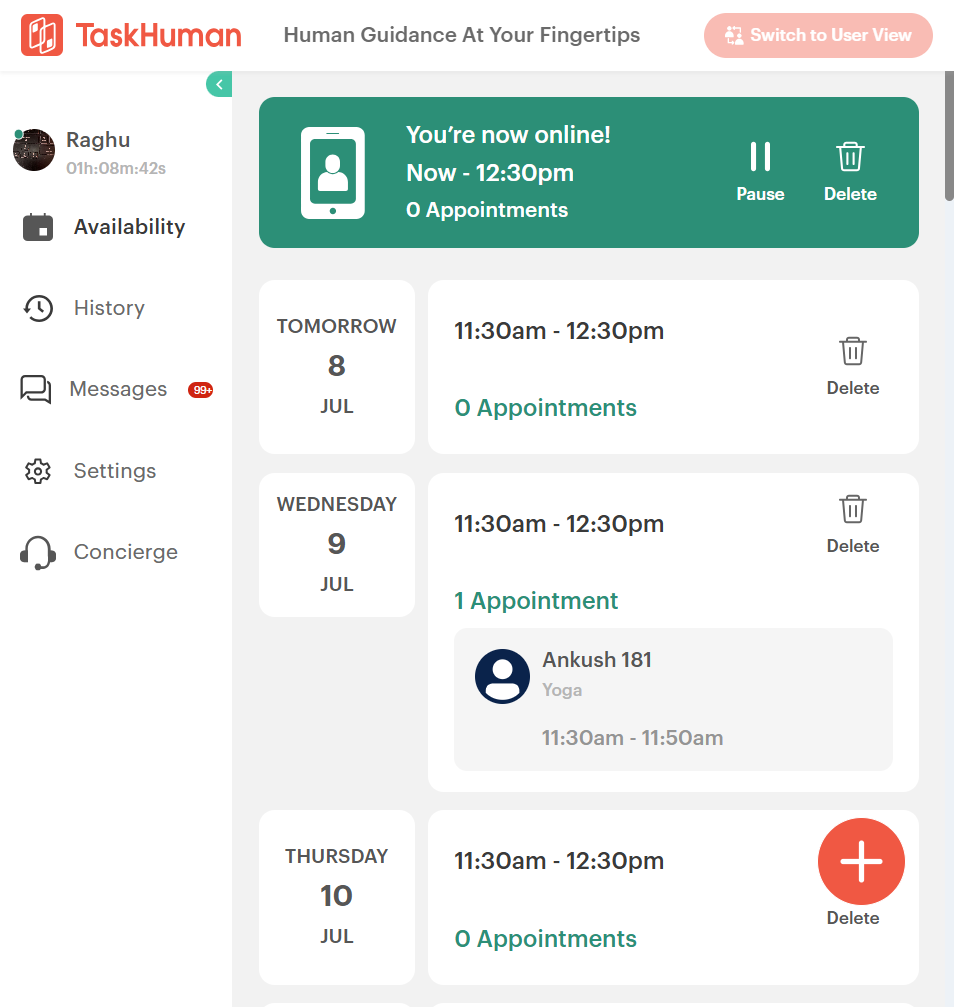 TaskHuman
Human Guidance At Your Fingertips
Switch to User View
Raghu
01h:08m:42s
Availability
History
Messages
99+
Settings
Concierge
You’re now online!
Now - 12:30pm
0 Appointments
Pause
Delete
TOMORROW
8
JUL
11:30am - 12:30pm
0 Appointments
Delete
WEDNESDAY
9
JUL
11:30am - 12:30pm
Delete
1 Appointment
Ankush 181
Yoga
11:30am - 11:50am
THURSDAY
10
JUL
11:30am - 12:30pm
0 Appointments
Delete